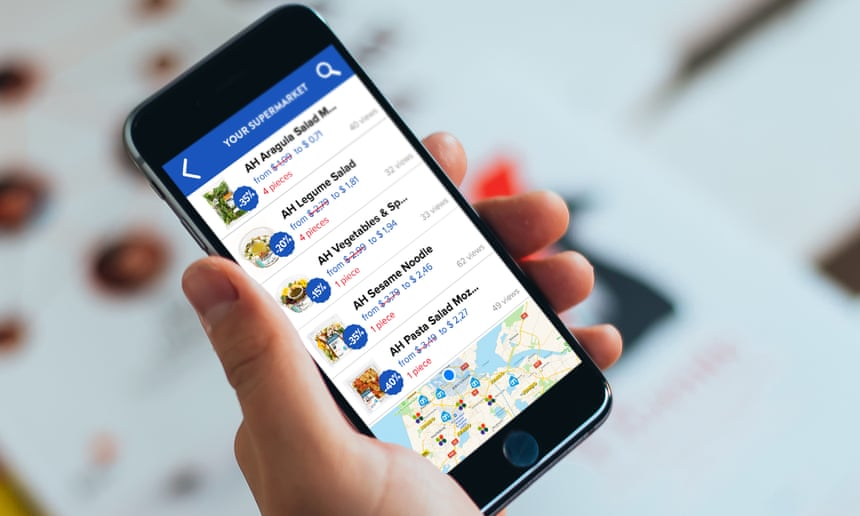 YOUR SUPERMARKET
AH Aragula Salad M...
from $ 1,09 to $ 0,71
4 pieces
40 views
-35%
AH Legume Salad
from $ 2,79 to $ 1,81
4 pieces
32 views
-20%
AH Vegetables & Sp...
from $ 2,99 to $ 1,94
1 piece
33 views
-15%
AH Sesame Noodle
from $ 3,79 to $ 2,46
1 piece
62 views
-35%
AH Pasta Salad Moz...
from $ 3,49 to $ 2,27
1 piece
49 views
-40%